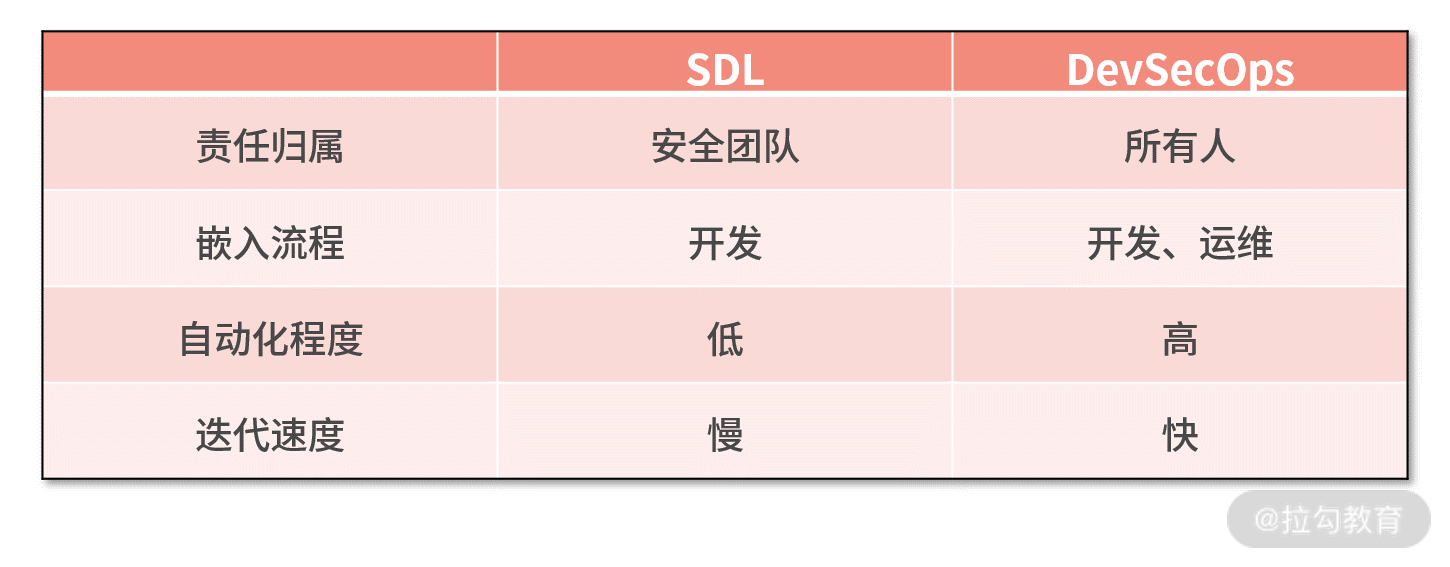 SDL DevSecOps
责任归属 安全团队 所有人
嵌入流程 开发 开发、运维
自动化程度 低 高
迭代速度 慢 快
@拉勾教育